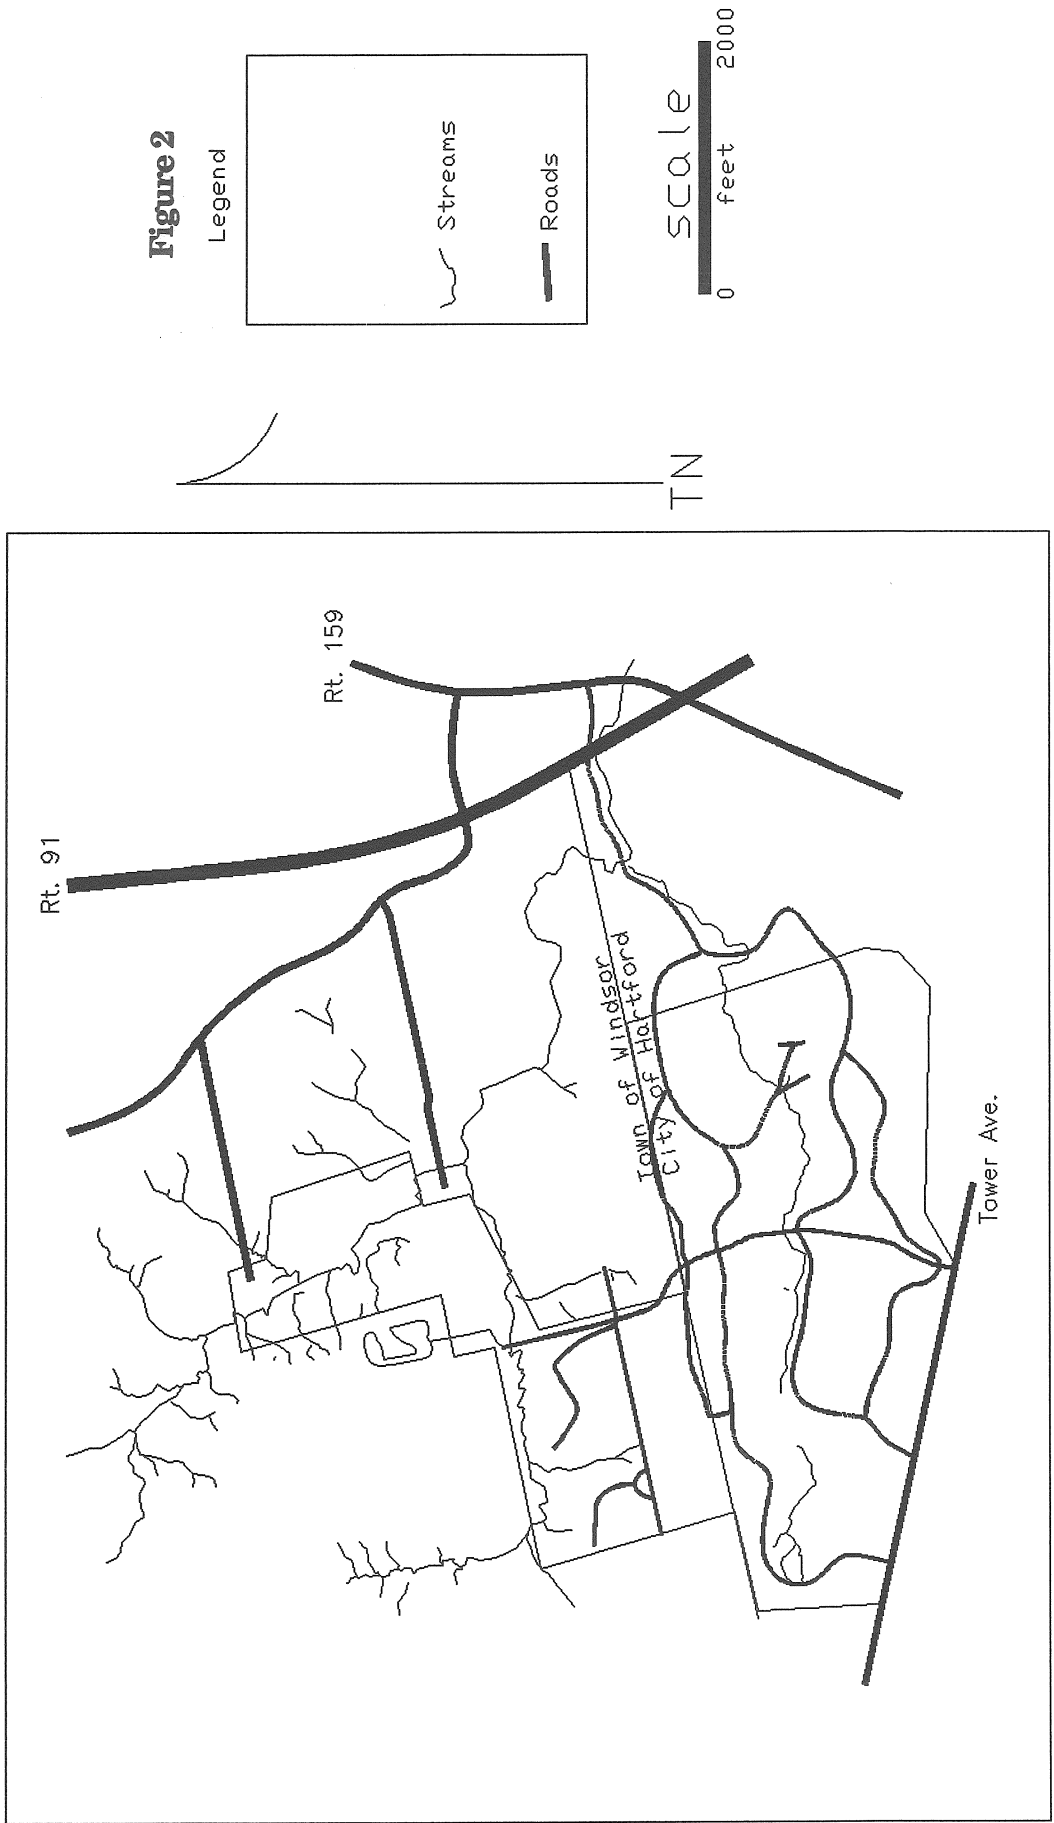 Figure 2
Legend
Streams
Roads
scale
0 feet 2000
TN
Rt. 159
Rt. 91
Town of Windsor
City of Hartford
Tower Ave.